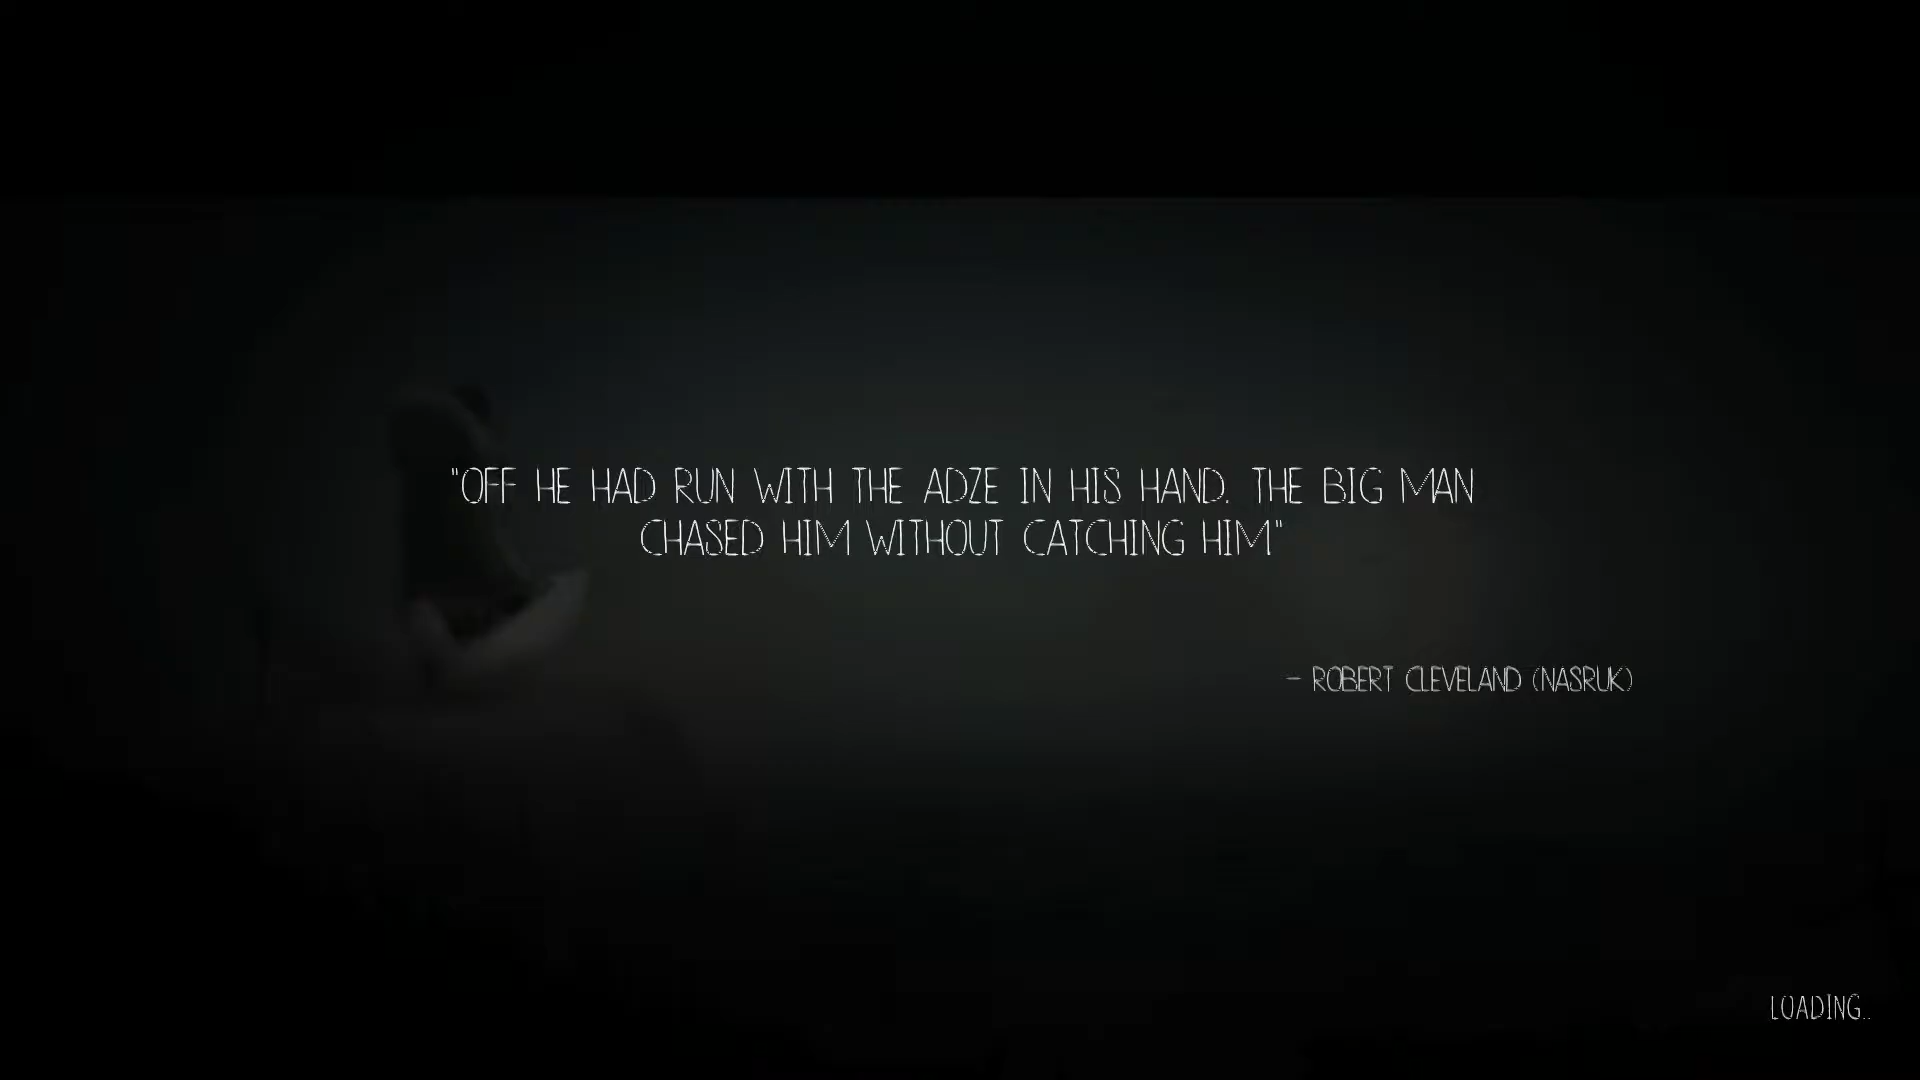 "OFF HE HAD RUN WITH THE ADZE IN HIS HAND. THE BIG MAN
CHASED HIM WITHOUT CATCHING HIM"
- ROBERT CLEVELAND (NASRUK)
LOADING..